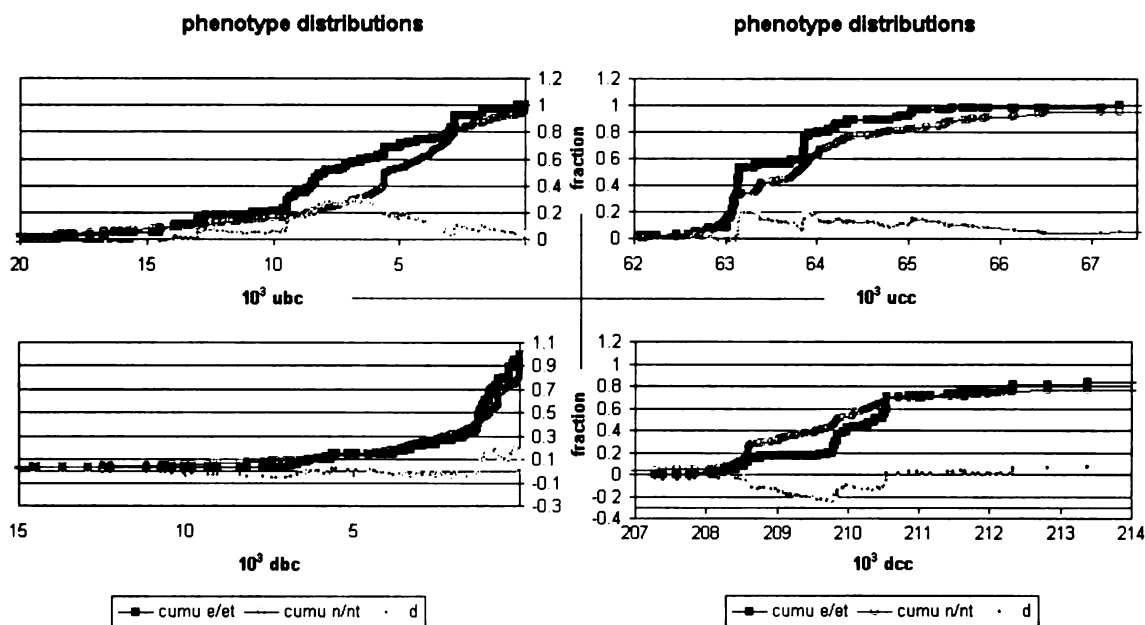 phenotype distributions
1.2
1
0.8
0.6
0.4
0.2
0
20 15 10 5
10³ ubc
phenotype distributions
fraction
1.2
1
0.8
0.6
0.4
0.2
0
62 63 64 65 66 67
10³ ucc
1.1
0.9
0.7
0.5
0.3
0.1
-0.1
-0.3
15 10 5
10³ dbc
cumu e/et cumu n/nt d
fraction
1.2
1
0.8
0.6
0.4
0.2
0
-0.2
-0.4
207 208 209 210 211 212 213 214
10³ dcc
cumu e/et cumu n/nt d